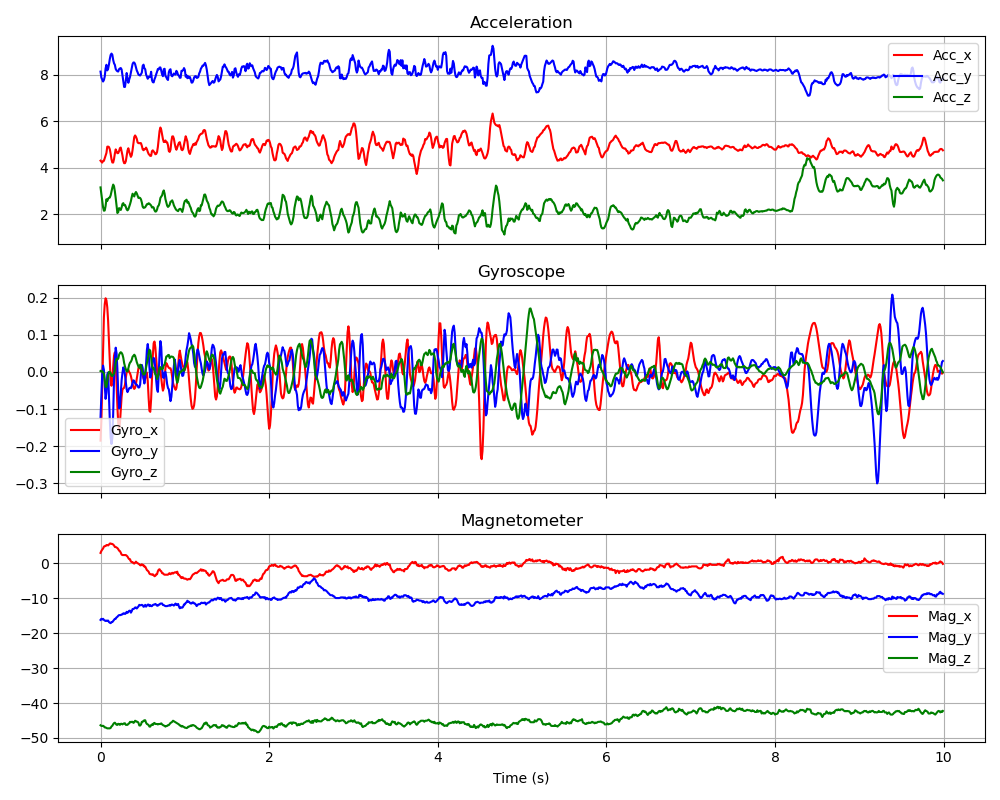 Acceleration
8
6
4
2
Acc_x
Acc_y
Acc_z
Gyroscope
0.2
0.1
0.0
−0.1
−0.2
−0.3
Gyro_x
Gyro_y
Gyro_z
Magnetometer
0
−10
−20
−30
−40
−50
Mag_x
Mag_y
Mag_z
0 2 4 6 8 10
Time (s)